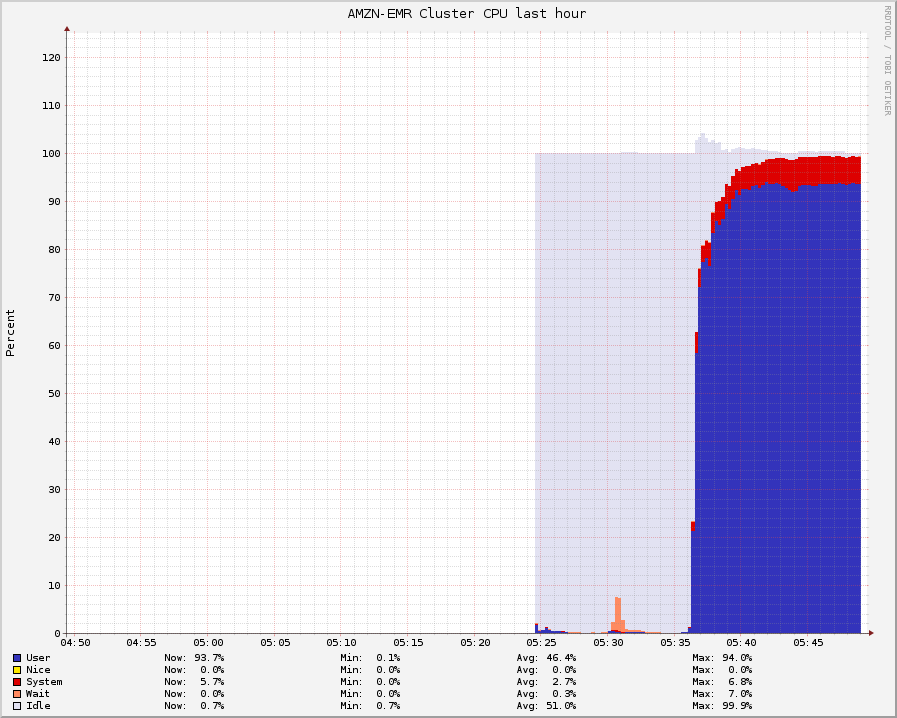 AMZN-EMR Cluster CPU last hour
RRDTOOL / TOBI OETIKER
Percent
120
110
100
90
80
70
60
50
40
30
20
10
0
04:50 04:55 05:00 05:05 05:10 05:15 05:20 05:25 05:30 05:35 05:40 05:45
User Now: 93.7% Min: 0.1% Avg: 46.4% Max: 94.0%
Nice Now: 0.0% Min: 0.0% Avg: 0.0% Max: 0.0%
System Now: 5.7% Min: 0.0% Avg: 2.7% Max: 6.8%
Wait Now: 0.0% Min: 0.0% Avg: 0.3% Max: 7.0%
Idle Now: 0.7% Min: 0.7% Avg: 51.0% Max: 99.9%